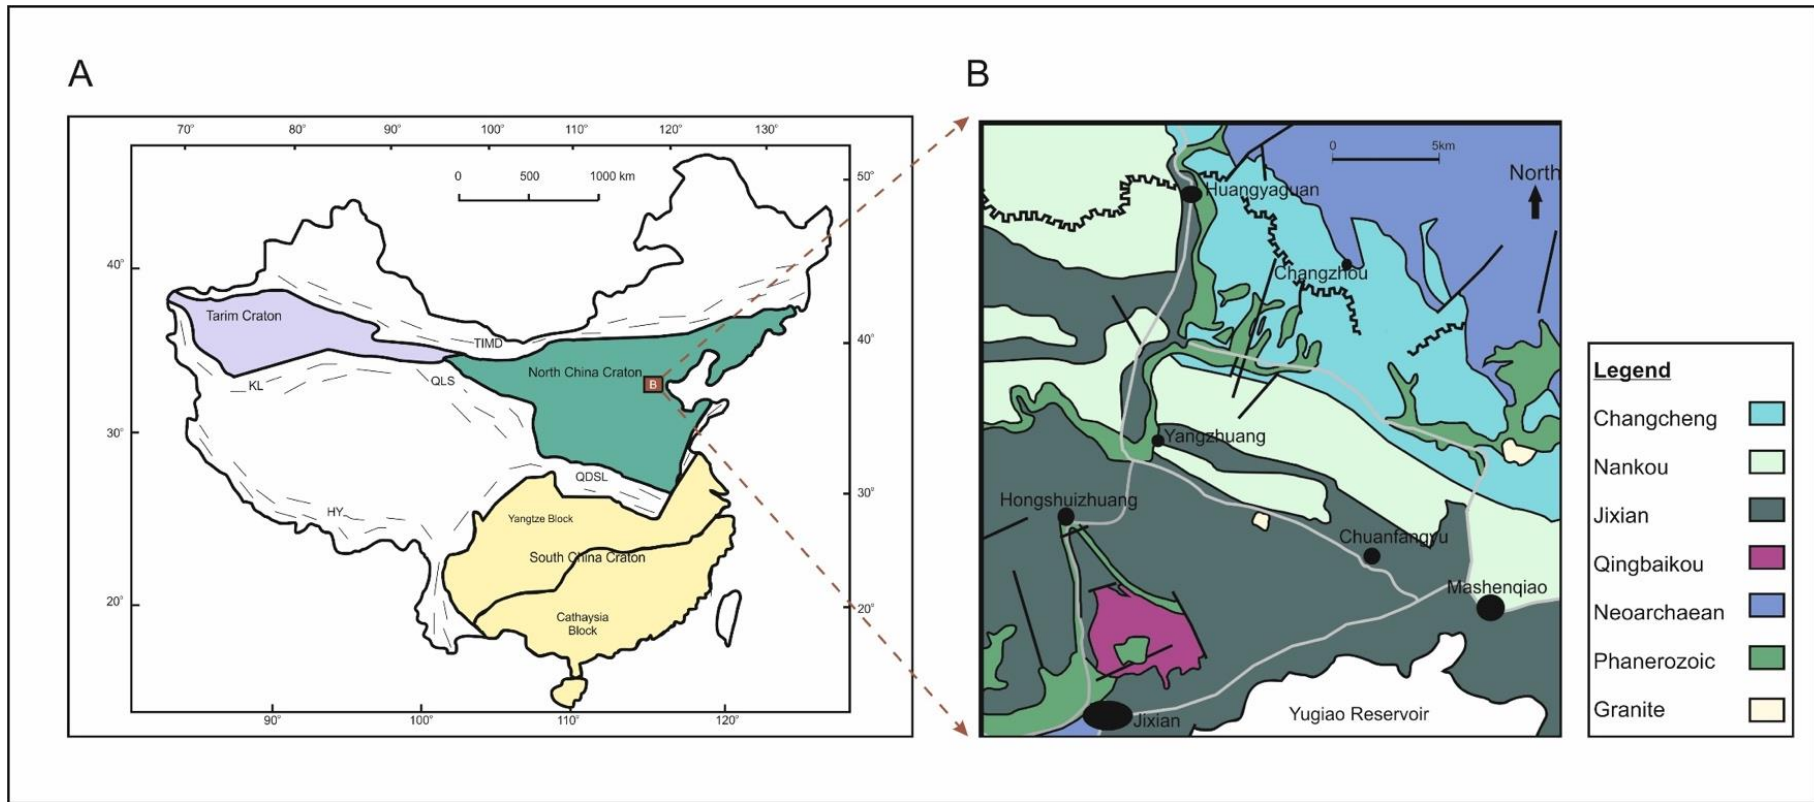 A
B
70°
80°
90°
100°
110°
120°
130°
50°
40°
30°
20°
40°
30°
20°
90°
100°
110°
120°
0
500
1000 km
Tarim Craton
TIMD
KL
QLS
North China Craton
B
QDSL
HY
Yangtze Block
South China Craton
Cathaysia
Block
0
5km
North
Huangyaguan
Changzhou
Yangzhuang
Hongshuizhuang
Chuanfangyu
Mashenqiao
Yugiao Reservoir
Jixian
Legend
Changcheng
Nankou
Jixian
Qingbaikou
Neoarchaean
Phanerozoic
Granite